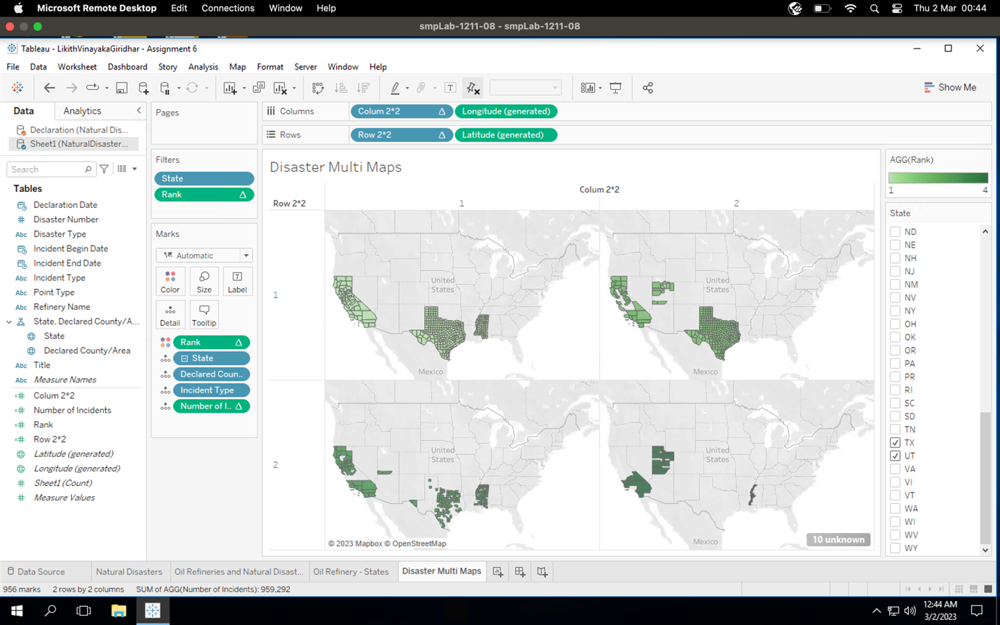 Microsoft Remote Desktop Edit Connections Window Help Thu 2 Mar 00:44
smpLab-1211-08 - smpLab-1211-08
Tableau - LikithVinayakaGiridhar - Assignment 6
File Data Worksheet Dashboard Story Analysis Map Format Server Window Help
Show Me
Data Analytics
Declaration (Natural Dis...
Sheet1 (NaturalDisaster...
Search
Tables
Declaration Date
# Disaster Number
Abc Disaster Type
Incident Begin Date
Incident End Date
Abc Incident Type
Abc Point Type
Abc Refinery Name
State, Declared County/A...
State
Declared County/Area
Abc Title
Abc Measure Names
=# Colum 2*2
=# Number of Incidents
=# Rank
=# Row 2*2
Latitude (generated)
Longitude (generated)
# Sheet1 (Count)
# Measure Values
Pages
Filters
State
Rank
Marks
Automatic
Color Size Label
Detail Tooltip
Rank
State
Declared Coun..
Incident Type
Number of I..
Columns Colum 2*2 Longitude (generated)
Rows Row 2*2 Latitude (generated)
Disaster Multi Maps
Colum 2*2
Row 2*2 1 2
1
United
States
Mexico
United
States
Mexico
2
United
States
© 2023 Mapbox © OpenStreetMap
United
States
Mexico
10 unknown
AGG(Rank)
1 4
State
ND
NE
NH
NJ
NM
NV
NY
OH
OK
OR
PA
PR
RI
SC
SD
TN
TX
UT
VA
VI
VT
WA
WI
WV
WY
Data Source Natural Disasters Oil Refineries and Natural Disast... Oil Refinery - States Disaster Multi Maps
956 marks 2 rows by 2 columns SUM of AGG(Number of Incidents): 959,292
12:44 AM
3/2/2023